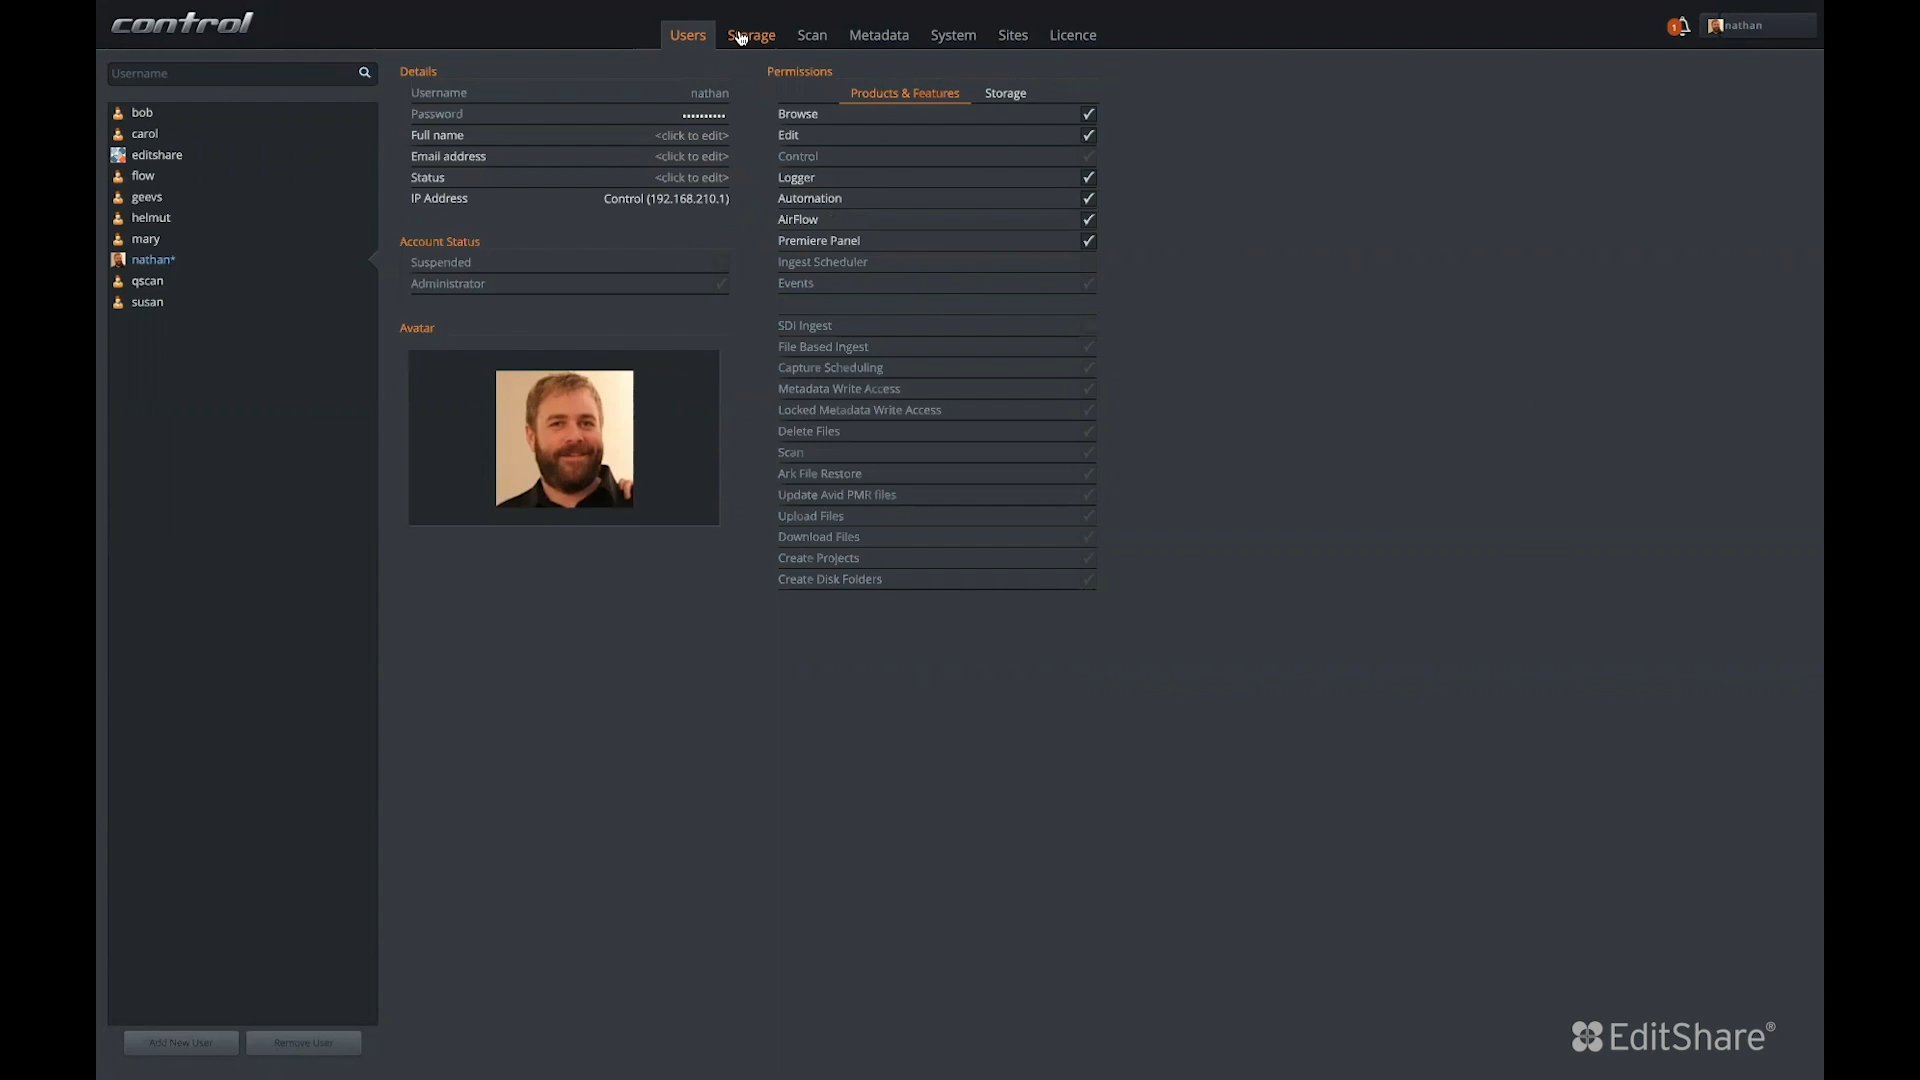 control
Users Storage Scan Metadata System Sites Licence
1
nathan
Username
bob
carol
editshare
flow
geevs
helmut
mary
nathan*
qscan
susan
Add New User Remove User
Details
Username nathan
Password ••••••••••
Full name <click to edit>
Email address <click to edit>
Status <click to edit>
IP Address Control (192.168.210.1)
Account Status
Suspended
Administrator
Avatar
Permissions
Products & Features Storage
Browse
Edit
Control
Logger
Automation
AirFlow
Premiere Panel
Ingest Scheduler
Events
SDI Ingest
File Based Ingest
Capture Scheduling
Metadata Write Access
Locked Metadata Write Access
Delete Files
Scan
Ark File Restore
Update Avid PMR files
Upload Files
Download Files
Create Projects
Create Disk Folders
EditShare®